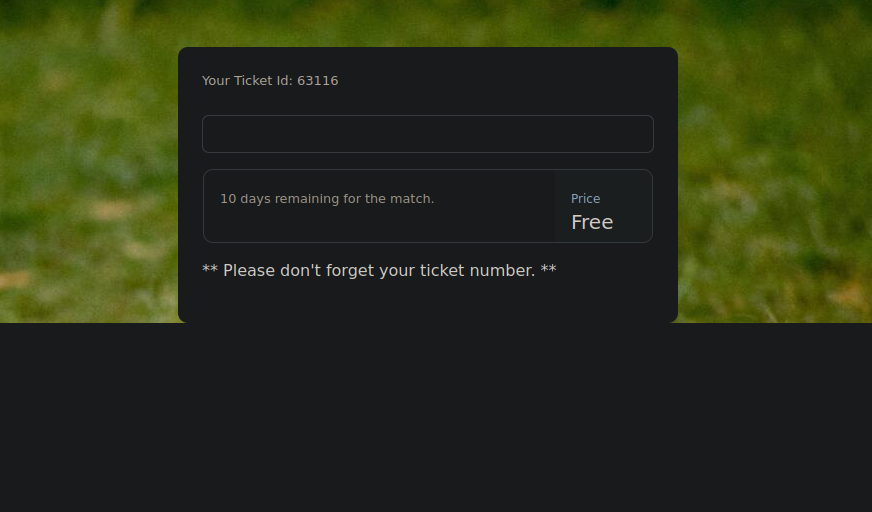 Your Ticket Id: 63116
10 days remaining for the match.
Price
Free
** Please don't forget your ticket number. **